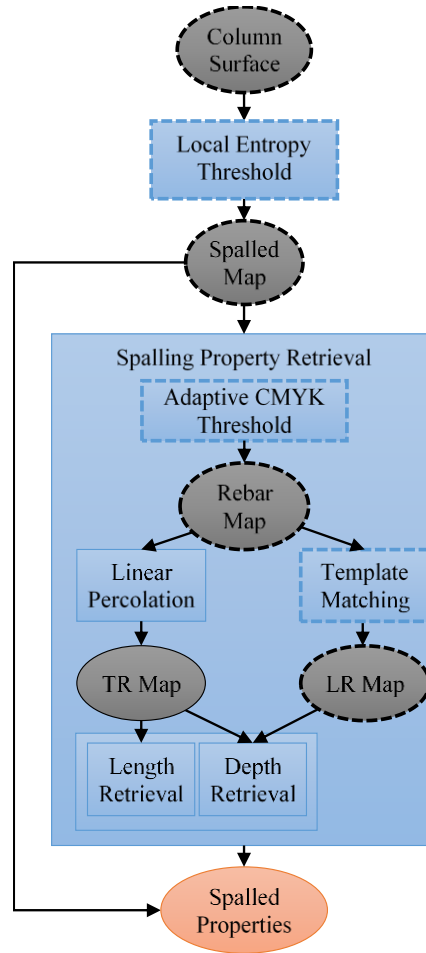 Column
Surface
Local Entropy
Threshold
Spalled
Map
Spalling Property Retrieval
Adaptive CMYK
Threshold
Rebar
Map
Linear
Percolation
Template
Matching
TR Map
LR Map
Length
Retrieval
Depth
Retrieval
Spalled
Properties